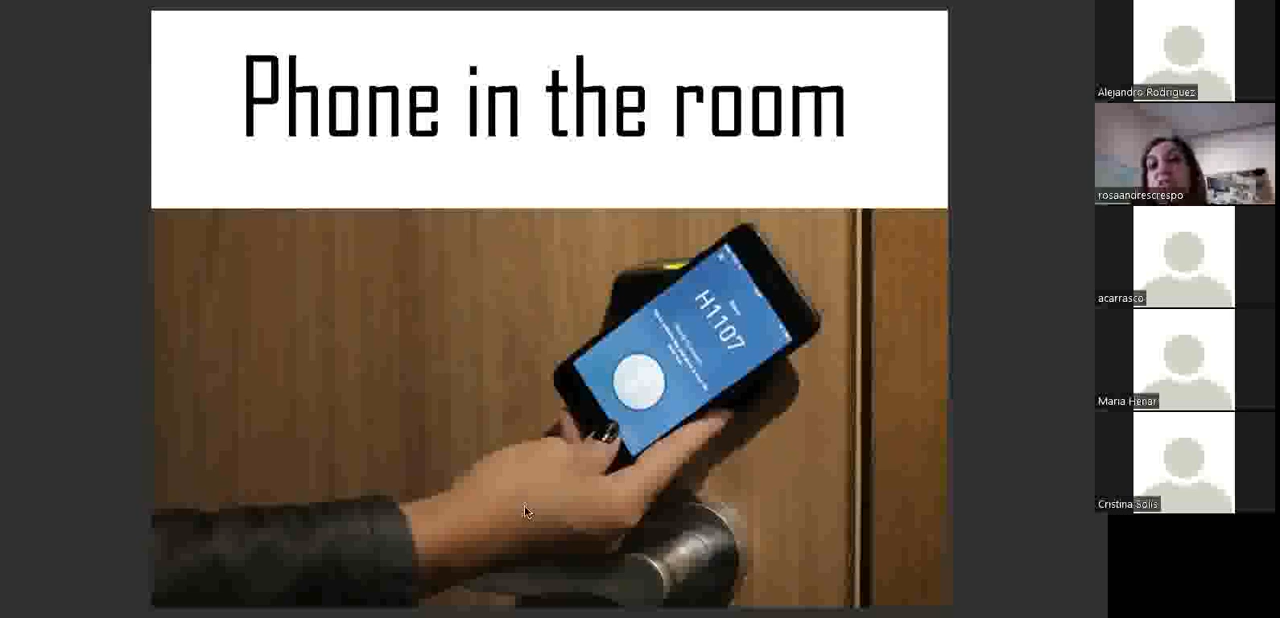 Phone in the room
H1107
Alejandro Rodriguez
rosaandrescrespo
acarrasco
Maria Henar
Cristina Solis